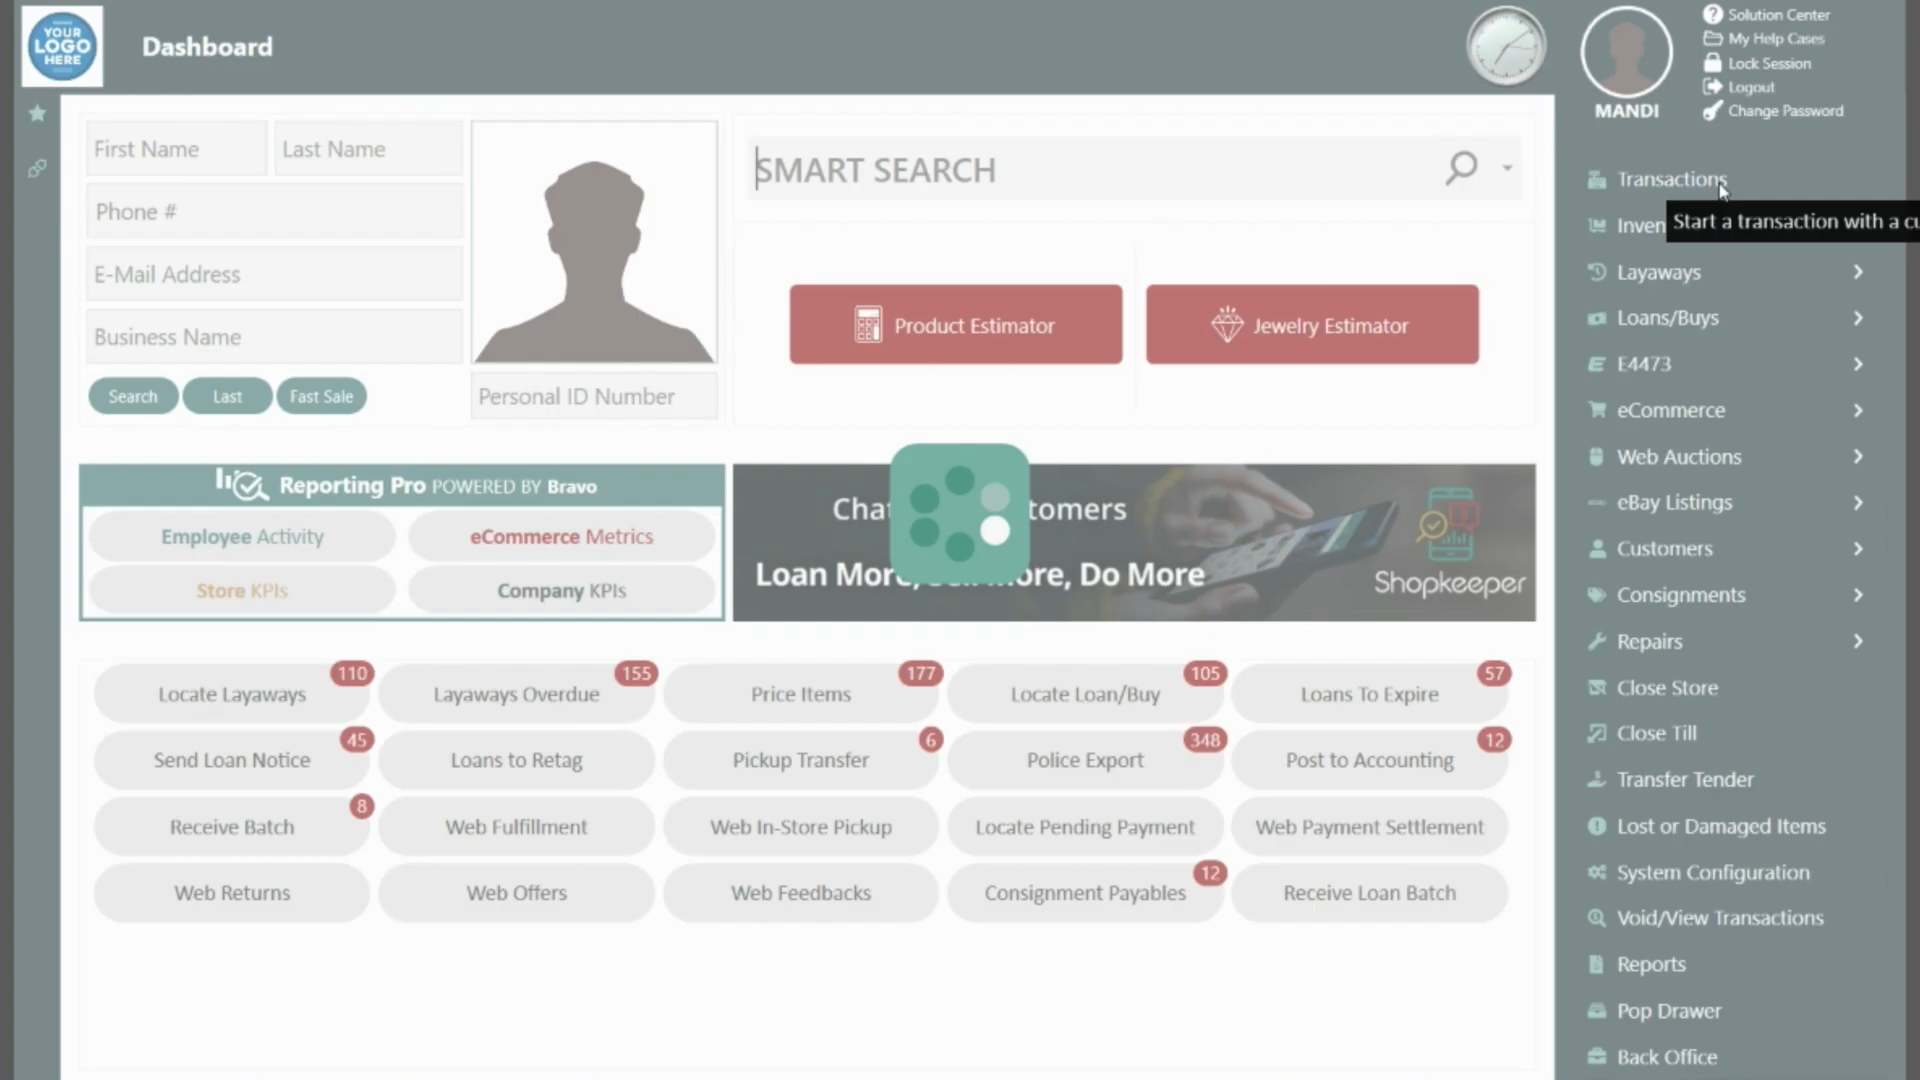 YOUR
LOGO
HERE
Dashboard
MANDI
Solution Center
My Help Cases
Lock Session
Logout
Change Password
First Name
Last Name
Phone #
E-Mail Address
Business Name
Search
Last
Fast Sale
Personal ID Number
SMART SEARCH
Product Estimator
Jewelry Estimator
Reporting Pro POWERED BY Bravo
Employee Activity
eCommerce Metrics
Store KPIs
Company KPIs
Loan More, ore, Do More
Shopkeeper
Locate Layaways 110
Layaways Overdue 155
Price Items 177
Locate Loan/Buy 105
Loans To Expire 57
Send Loan Notice 45
Loans to Retag
Pickup Transfer 6
Police Export 348
Post to Accounting 12
Receive Batch 8
Web Fulfillment
Web In-Store Pickup
Locate Pending Payment
Web Payment Settlement
Web Returns
Web Offers
Web Feedbacks
Consignment Payables 12
Receive Loan Batch
Transactions
Start a transaction with a cu
Inven
Layaways
Loans/Buys
E4473
eCommerce
Web Auctions
eBay Listings
Customers
Consignments
Repairs
Close Store
Close Till
Transfer Tender
Lost or Damaged Items
System Configuration
Void/View Transactions
Reports
Pop Drawer
Back Office